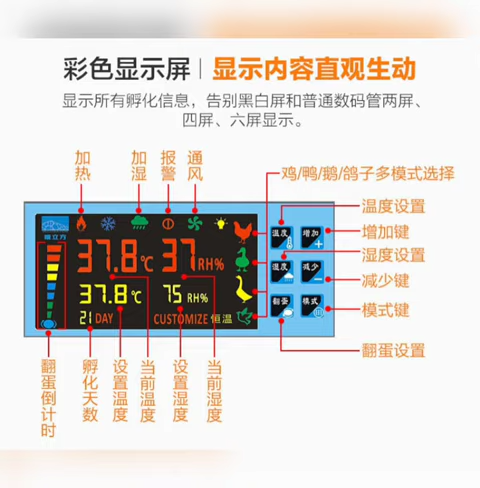 彩色显示屏 | 显示内容直观生动
显示所有孵化信息，告别黑白屏和普通数码管两屏、
四屏、六屏显示。
加热
加湿
报警
通风
鸡/鸭/鹅/鸽子多模式选择
温度设置
增加键
湿度设置
减少键
模式键
翻蛋设置
37.8℃ 37RH%
37.8℃ 75 RH%
21 DAY CUSTOMIZE 恒温
温度 增加 +
湿度 减少 -
翻蛋 模式
翻蛋倒计时
孵化天数
设置温度
当前温度
设置湿度
当前湿度